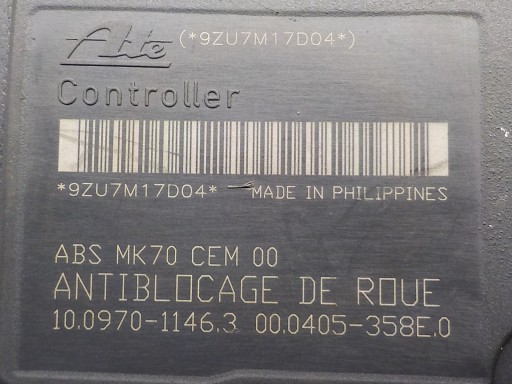 Ate (*9ZU7M17D04*)
Controller
*9ZU7M17D04* MADE IN PHILIPPINES
ABS MK70 CEM 00
ANTIBLOCAGE DE ROUE
10.0970-1146.3 00.0405-358E.0